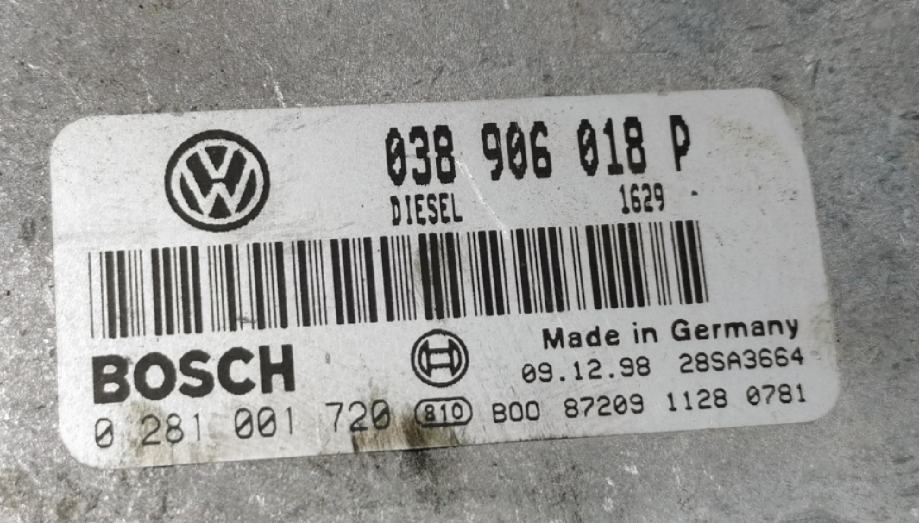 038 906 018 P
DIESEL 1629 -
Made in Germany
BOSCH 09.12.98 28SA3664
0 281 001 720 810 B00 87209 1128 0781